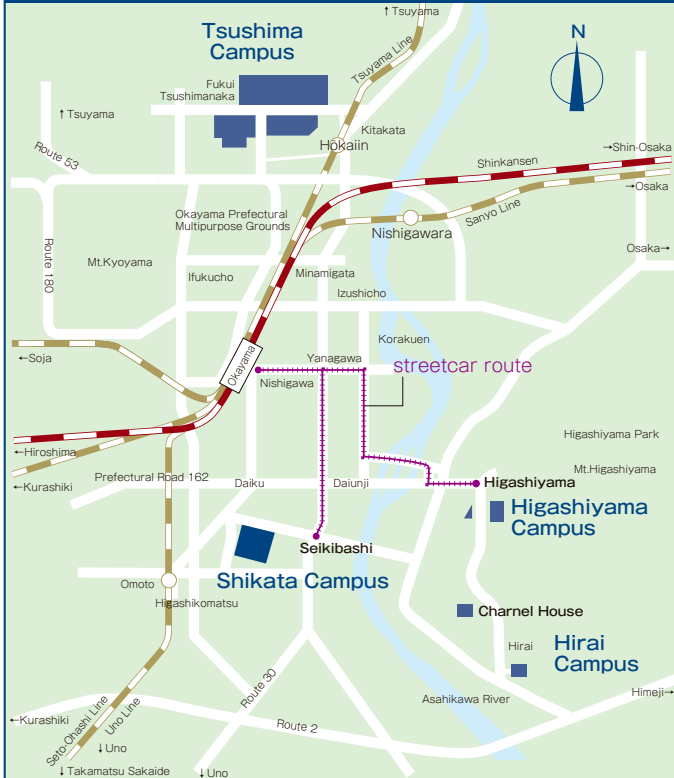 ↑Tsuyama
Tsushima
Campus
N
Tsuyama Line
Fukui
Tsushimanaka
↑Tsuyama
Kitakata
Hokaiin
→Shin-Osaka
Route 53
Shinkansen
→Osaka
Okayama Prefectural
Multipurpose Grounds
Sanyo Line
Nishigawara
Route 180
Osaka→
Mt.Kyoyama
Ifukucho
Minamigata
Izushicho
Korakuen
←Soja
Okayama
Yanagawa
streetcar route
Nishigawa
Higashiyama Park
←Hiroshima
Mt.Higashiyama
Prefectural Road 162
←Kurashiki
Daiku
Daiunji
Higashiyama
Higashiyama
Campus
Seikibashi
Shikata Campus
Omoto
Higashikomatsu
Charnel House
Hirai
Hirai
Campus
Route 30
Asahikawa River
Himeji→
←Kurashiki
Seto-Ohashi Line
Uno Line
Route 2
↓Uno
↓Takamatsu Sakaide
↓Uno